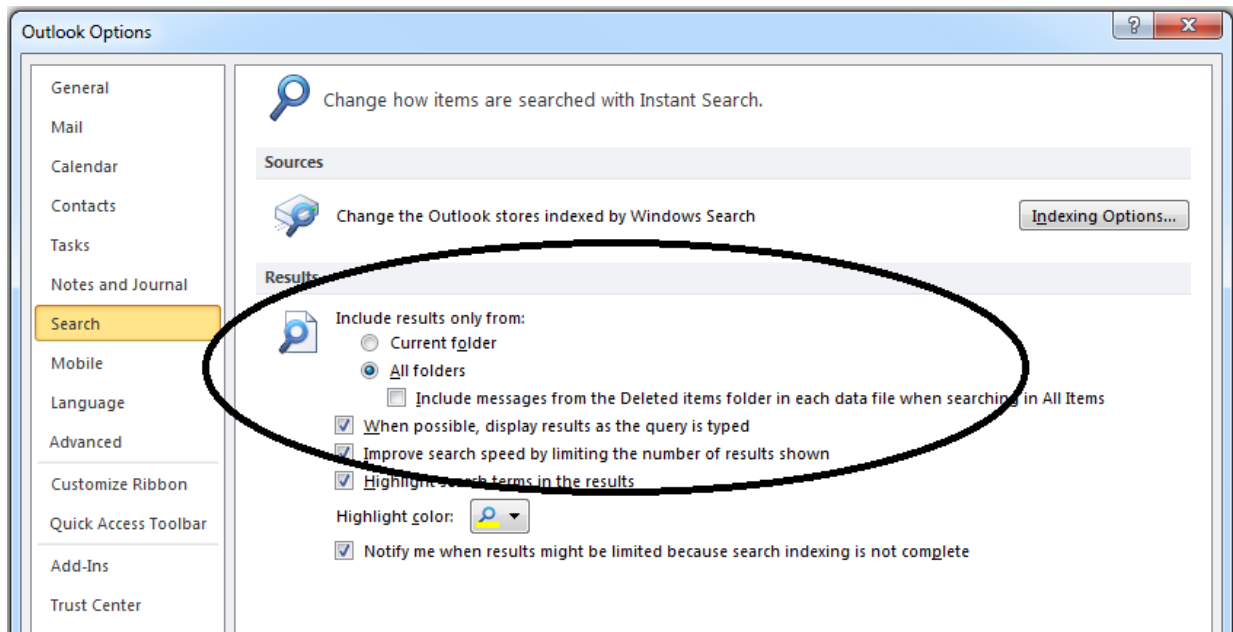 Outlook Options
General
Mail
Calendar
Contacts
Tasks
Notes and Journal
Search
Mobile
Language
Advanced
Customize Ribbon
Quick Access Toolbar
Add-Ins
Trust Center
Change how items are searched with Instant Search.
Sources
Change the Outlook stores indexed by Windows Search
Indexing Options...
Results
Include results only from:
Current folder
All folders
Include messages from the Deleted items folder in each data file when searching in All Items
When possible, display results as the query is typed
Improve search speed by limiting the number of results shown
Highlight search terms in the results
Highlight color:
Notify me when results might be limited because search indexing is not complete